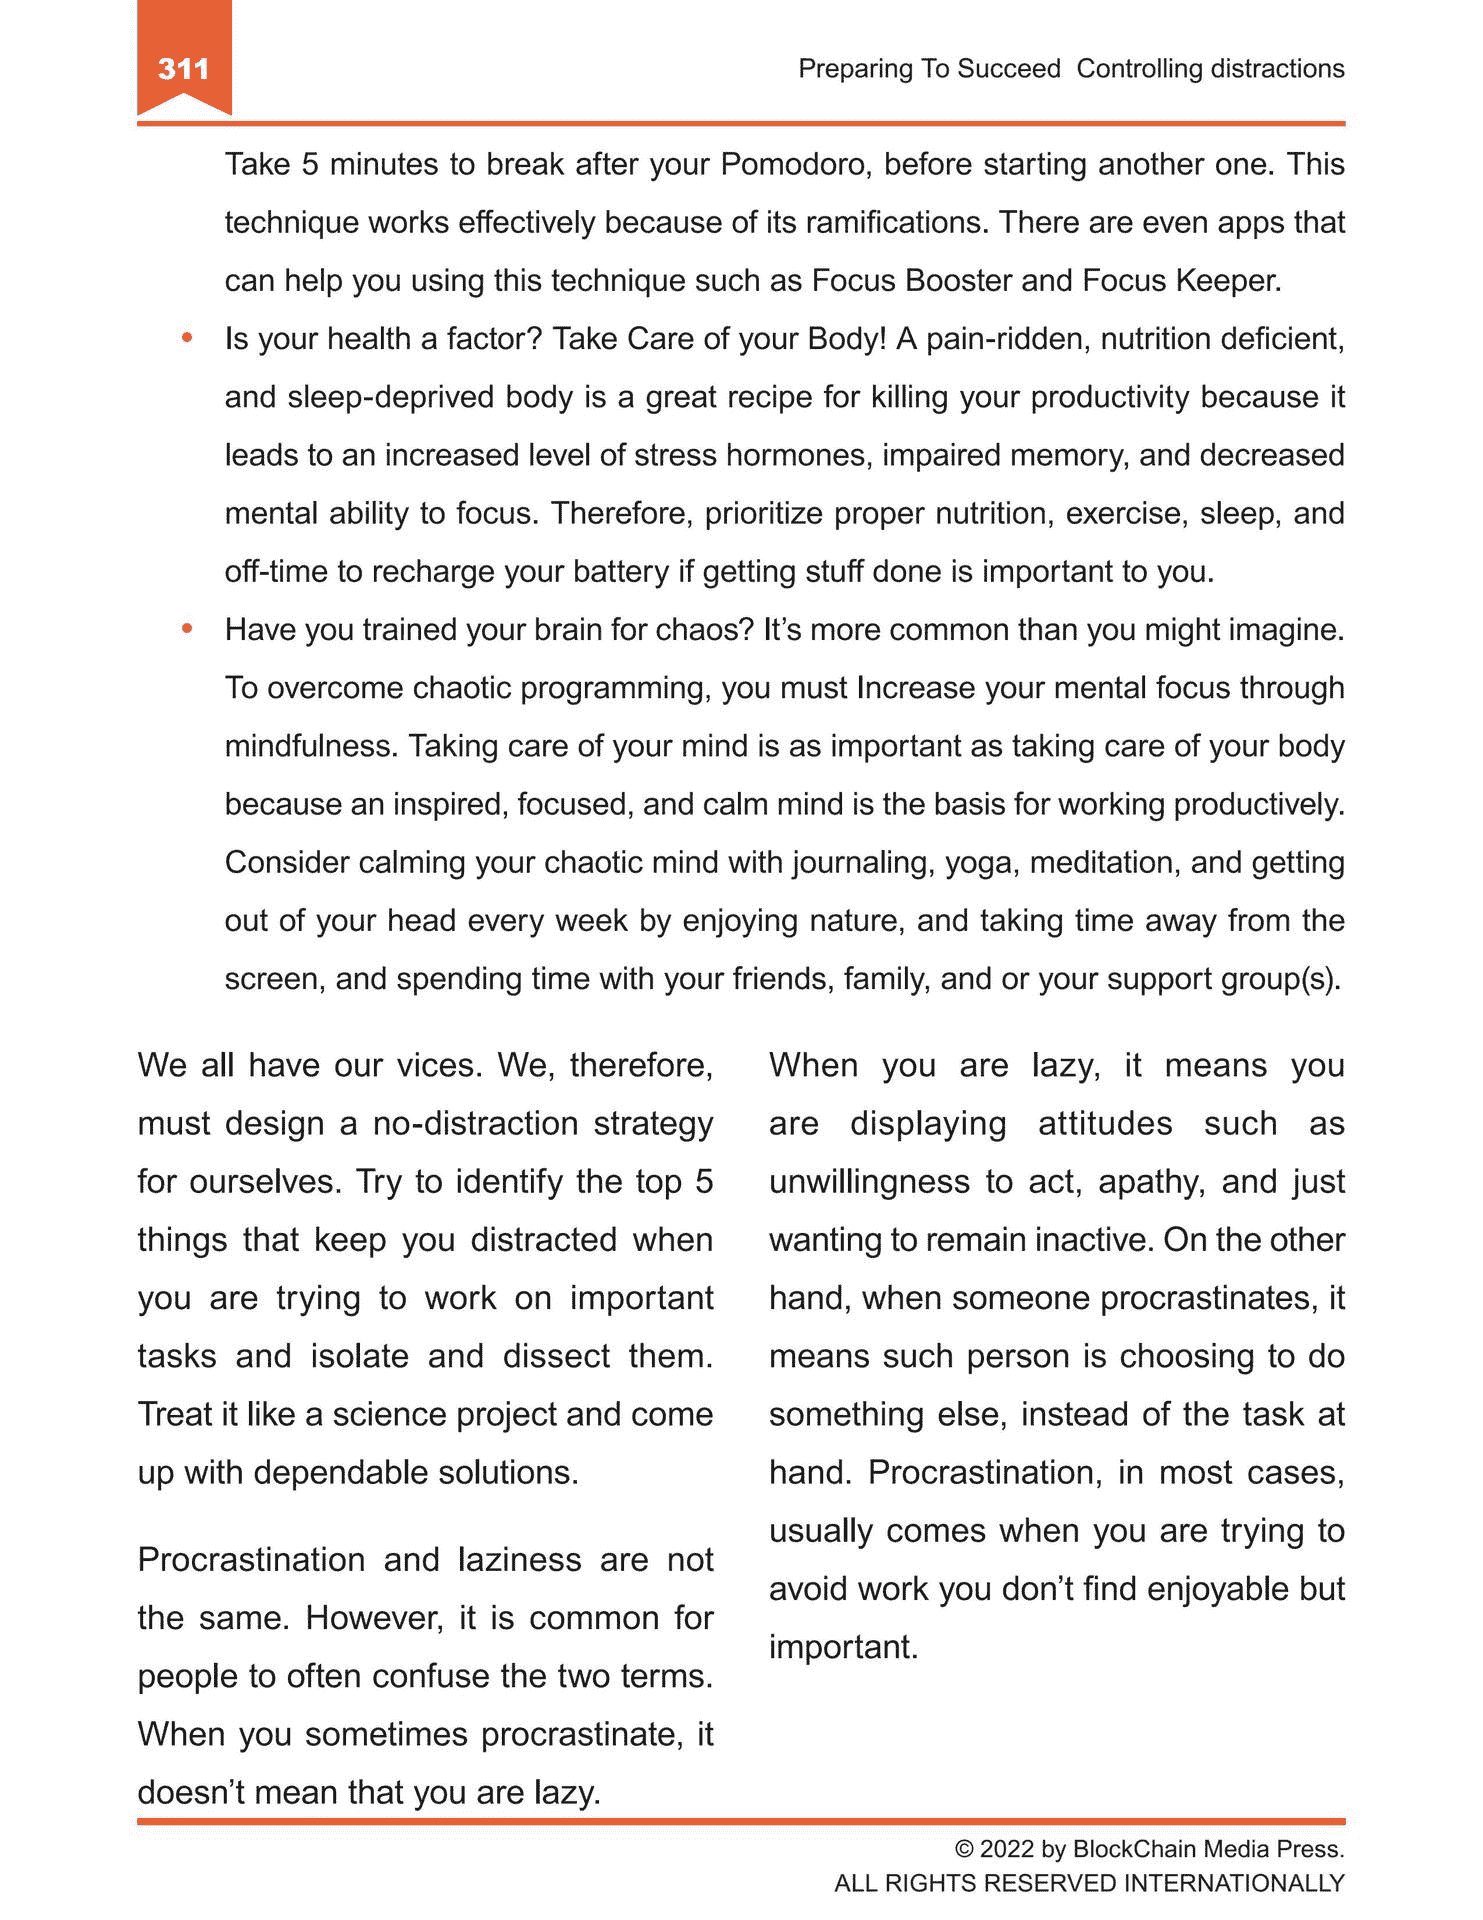 311
Preparing To Succeed  Controlling distractions
Take 5 minutes to break after your Pomodoro, before starting another one. This
technique works effectively because of its ramifications. There are even apps that
can help you using this technique such as Focus Booster and Focus Keeper.
• Is your health a factor? Take Care of your Body! A pain-ridden, nutrition deficient,
and sleep-deprived body is a great recipe for killing your productivity because it
leads to an increased level of stress hormones, impaired memory, and decreased
mental ability to focus. Therefore, prioritize proper nutrition, exercise, sleep, and
off-time to recharge your battery if getting stuff done is important to you.
• Have you trained your brain for chaos? It’s more common than you might imagine.
To overcome chaotic programming, you must Increase your mental focus through
mindfulness. Taking care of your mind is as important as taking care of your body
because an inspired, focused, and calm mind is the basis for working productively.
Consider calming your chaotic mind with journaling, yoga, meditation, and getting
out of your head every week by enjoying nature, and taking time away from the
screen, and spending time with your friends, family, and or your support group(s).
We all have our vices. We, therefore,
must design a no-distraction strategy
for ourselves. Try to identify the top 5
things that keep you distracted when
you are trying to work on important
tasks and isolate and dissect them.
Treat it like a science project and come
up with dependable solutions.
Procrastination and laziness are not
the same. However, it is common for
people to often confuse the two terms.
When you sometimes procrastinate, it
doesn’t mean that you are lazy.
When you are lazy, it means you
are displaying attitudes such as
unwillingness to act, apathy, and just
wanting to remain inactive. On the other
hand, when someone procrastinates, it
means such person is choosing to do
something else, instead of the task at
hand. Procrastination, in most cases,
usually comes when you are trying to
avoid work you don’t find enjoyable but
important.
© 2022 by BlockChain Media Press.
ALL RIGHTS RESERVED INTERNATIONALLY